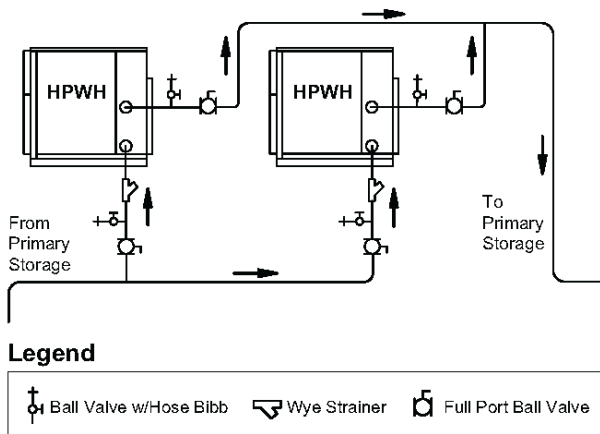 HPWH
HPWH
From
Primary
Storage
To
Primary
Storage
Legend
Ball Valve w/Hose Bibb
Wye Strainer
Full Port Ball Valve